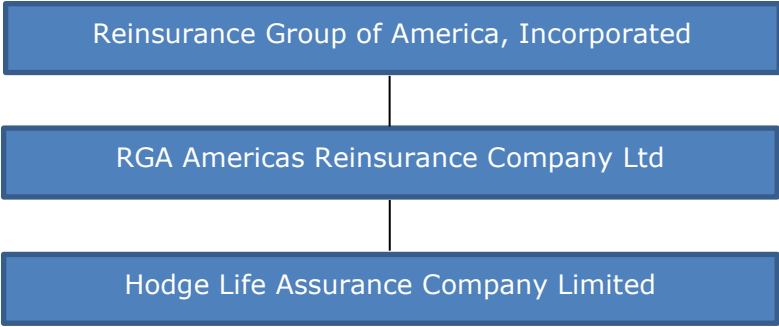 Reinsurance Group of America, Incorporated
RGA Americas Reinsurance Company Ltd
Hodge Life Assurance Company Limited